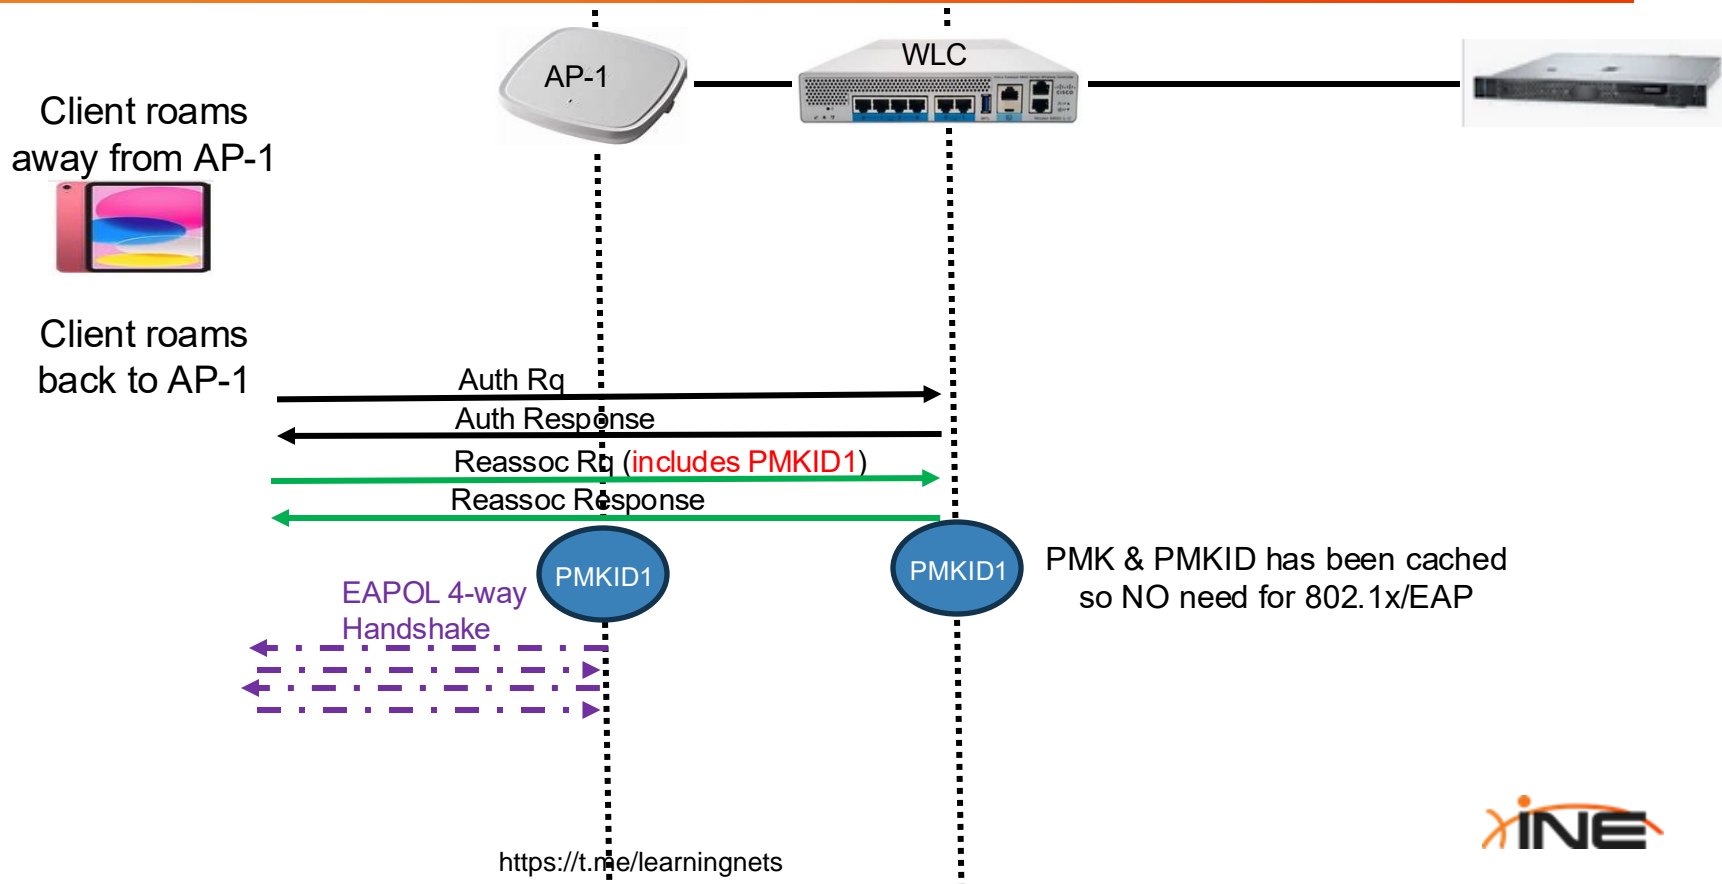 AP-1
WLC
Client roams
away from AP-1
Client roams
back to AP-1
Auth Rq
Auth Response
Reassoc Rq (includes PMKID1)
Reassoc Response
PMKID1
PMKID1
PMK & PMKID has been cached
so NO need for 802.1x/EAP
EAPOL 4-way
Handshake
https://t.me/learningnets
INE